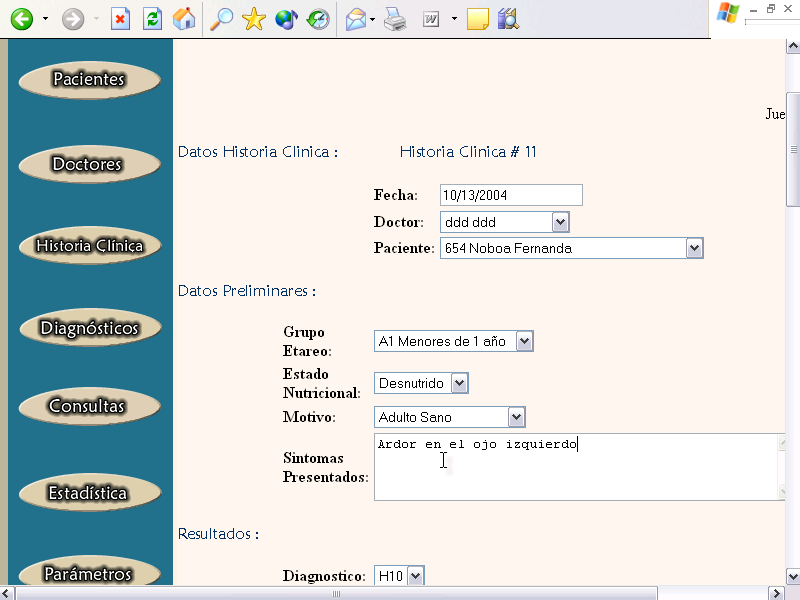 Pacientes
Jue
Doctores
Datos Historia Clinica :
Historia Clinica # 11
Fecha:
10/13/2004
Doctor:
ddd ddd
Historia Clínica
Paciente:
654 Noboa Fernanda
Datos Preliminares :
Diagnósticos
Grupo
Etareo:
A1 Menores de 1 año
Estado
Nutricional:
Desnutrido
Consultas
Motivo:
Adulto Sano
Sintomas
Presentados:
Ardor en el ojo izquierdo
Estadística
Resultados :
Parámetros
Diagnostico:
H10